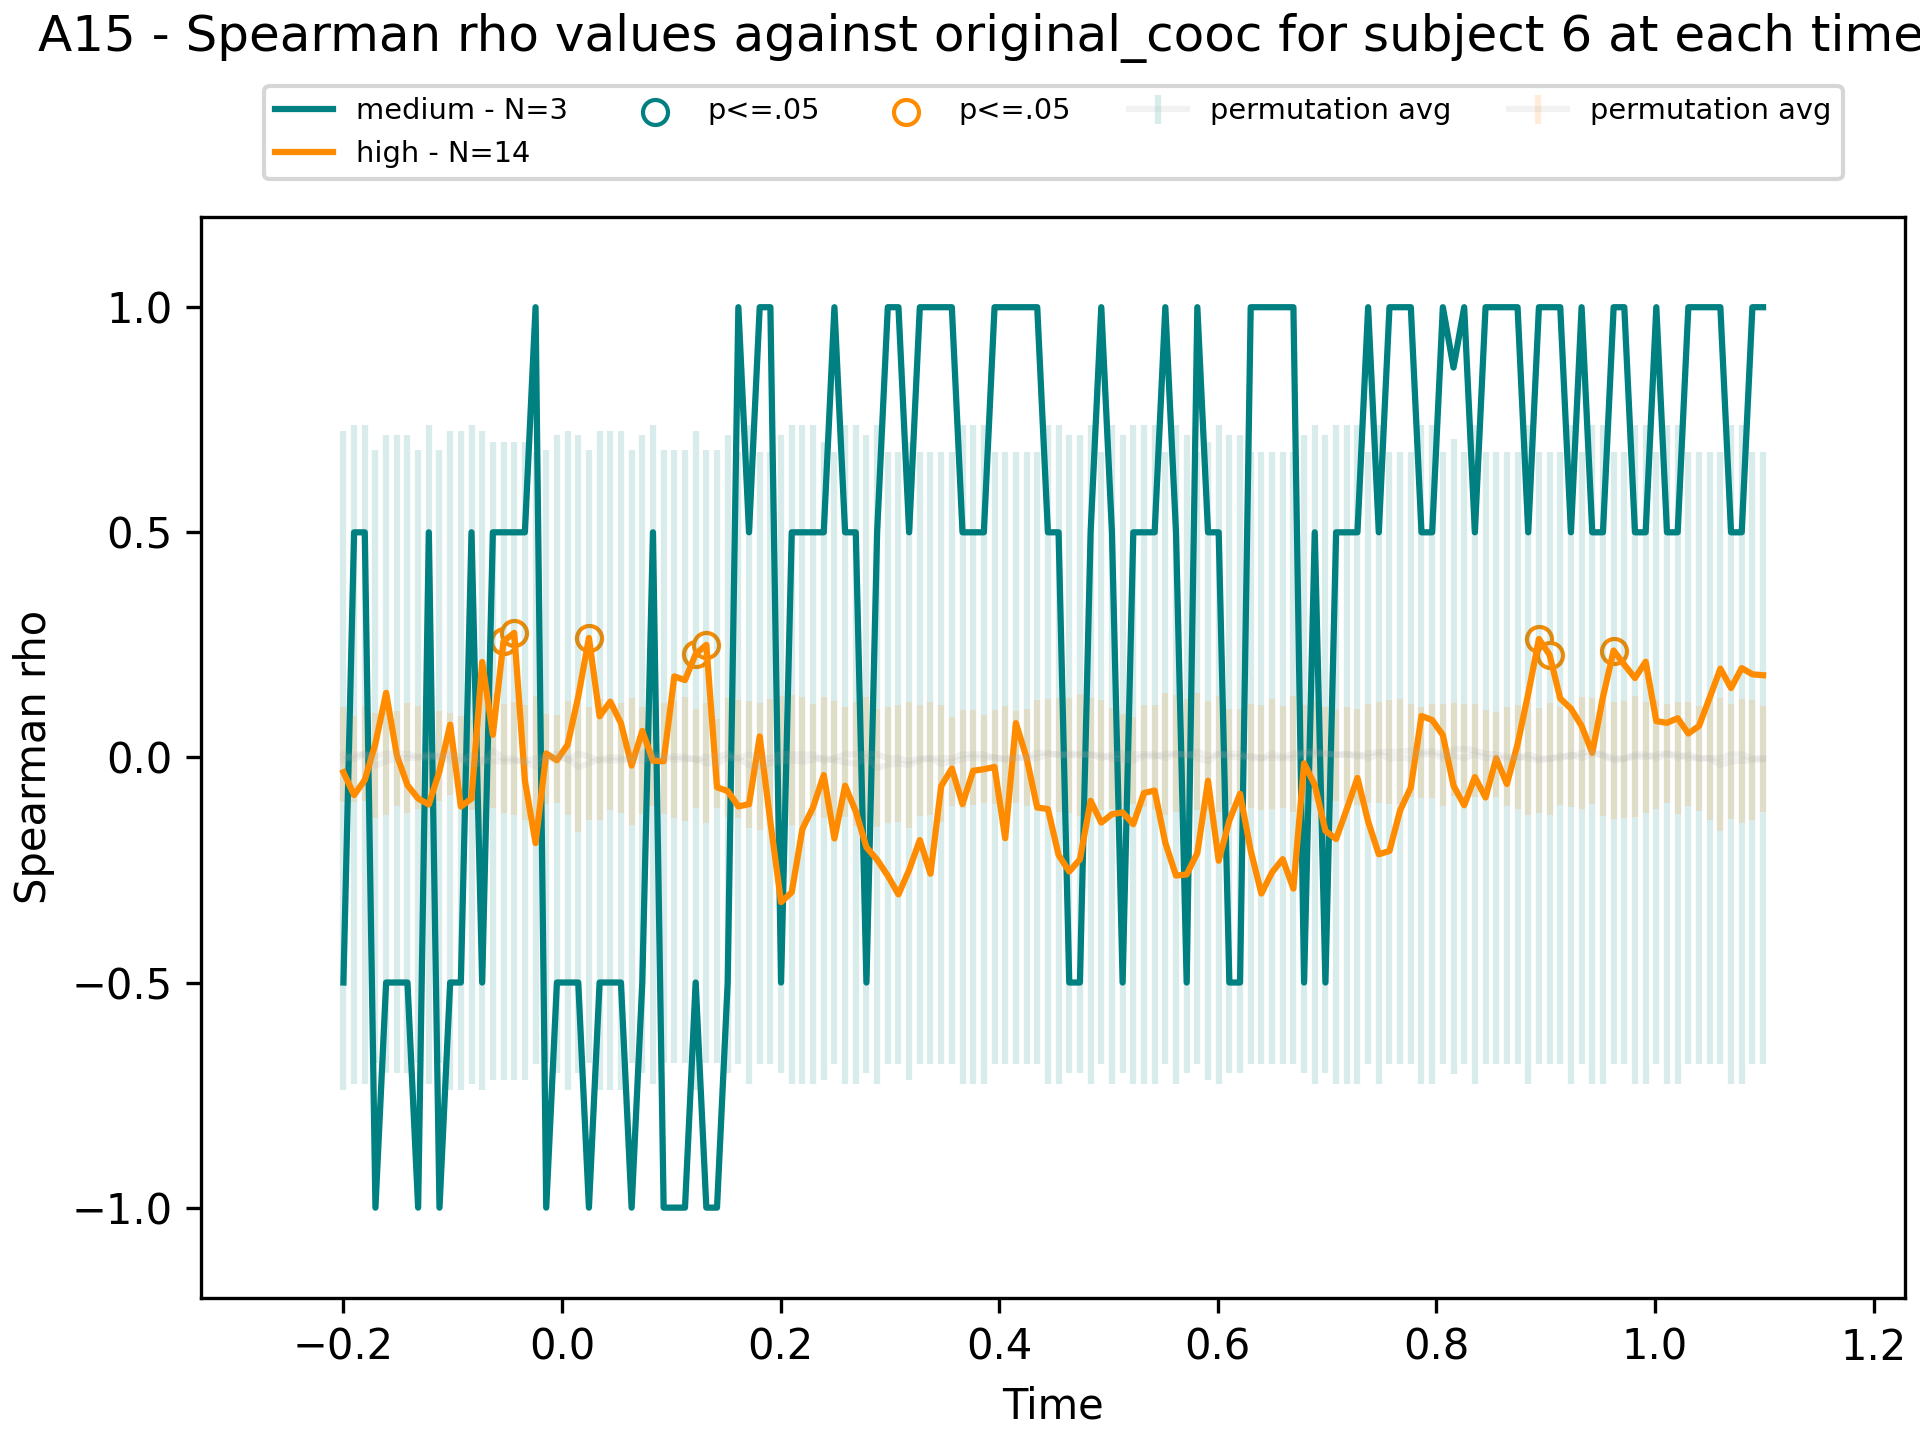 A15 - Spearman rho values against original_cooc for subject 6 at each time
medium - N=3
high - N=14
p<=.05
p<=.05
permutation avg
permutation avg
Spearman rho
1.0
0.5
0.0
−0.5
−1.0
−0.2 0.0 0.2 0.4 0.6 0.8 1.0 1.2
Time